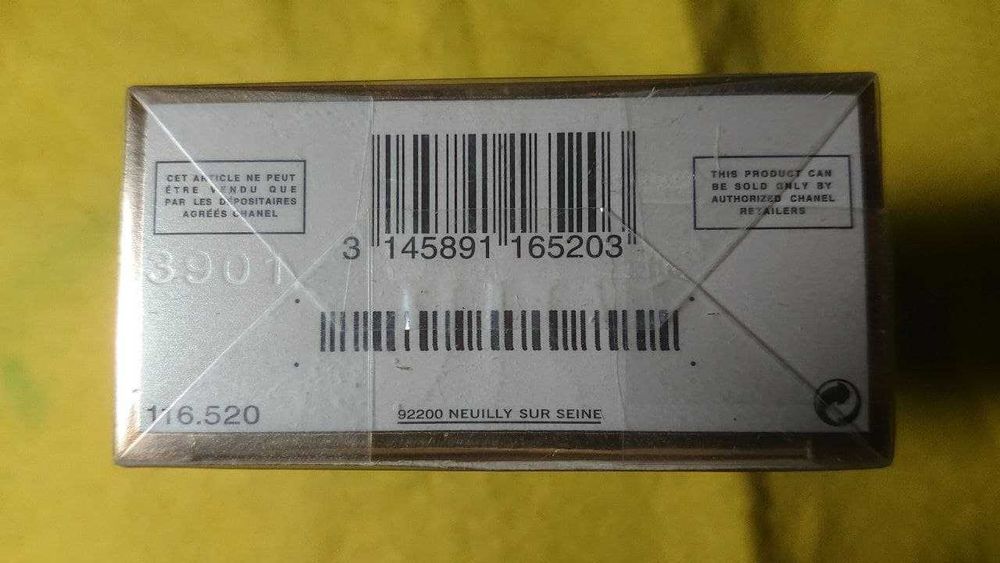 CET ARTICLE NE PEUT
ÊTRE VENDU QUE
PAR LES DÉPOSITAIRES
AGRÉÉS CHANEL
THIS PRODUCT CAN
BE SOLD ONLY BY
AUTHORIZED CHANEL
RETAILERS
3 145891 165203
3901
116.520
92200 NEUILLY SUR SEINE